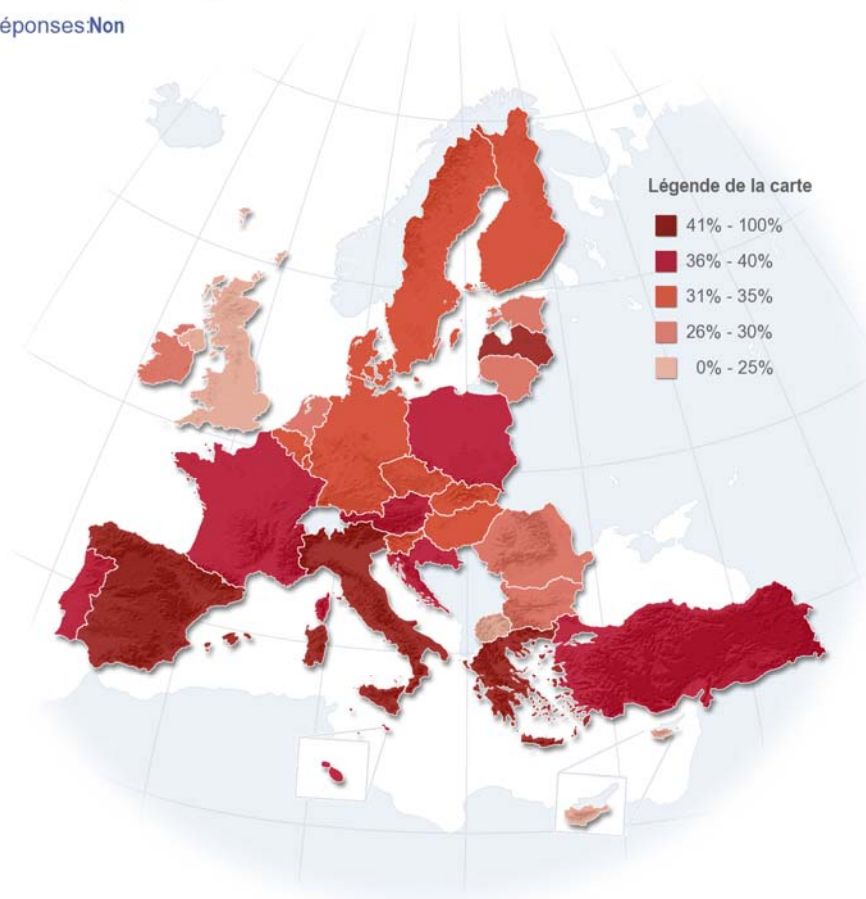 éponses:Non
Légende de la carte
41% - 100%
36% - 40%
31% - 35%
26% - 30%
0% - 25%